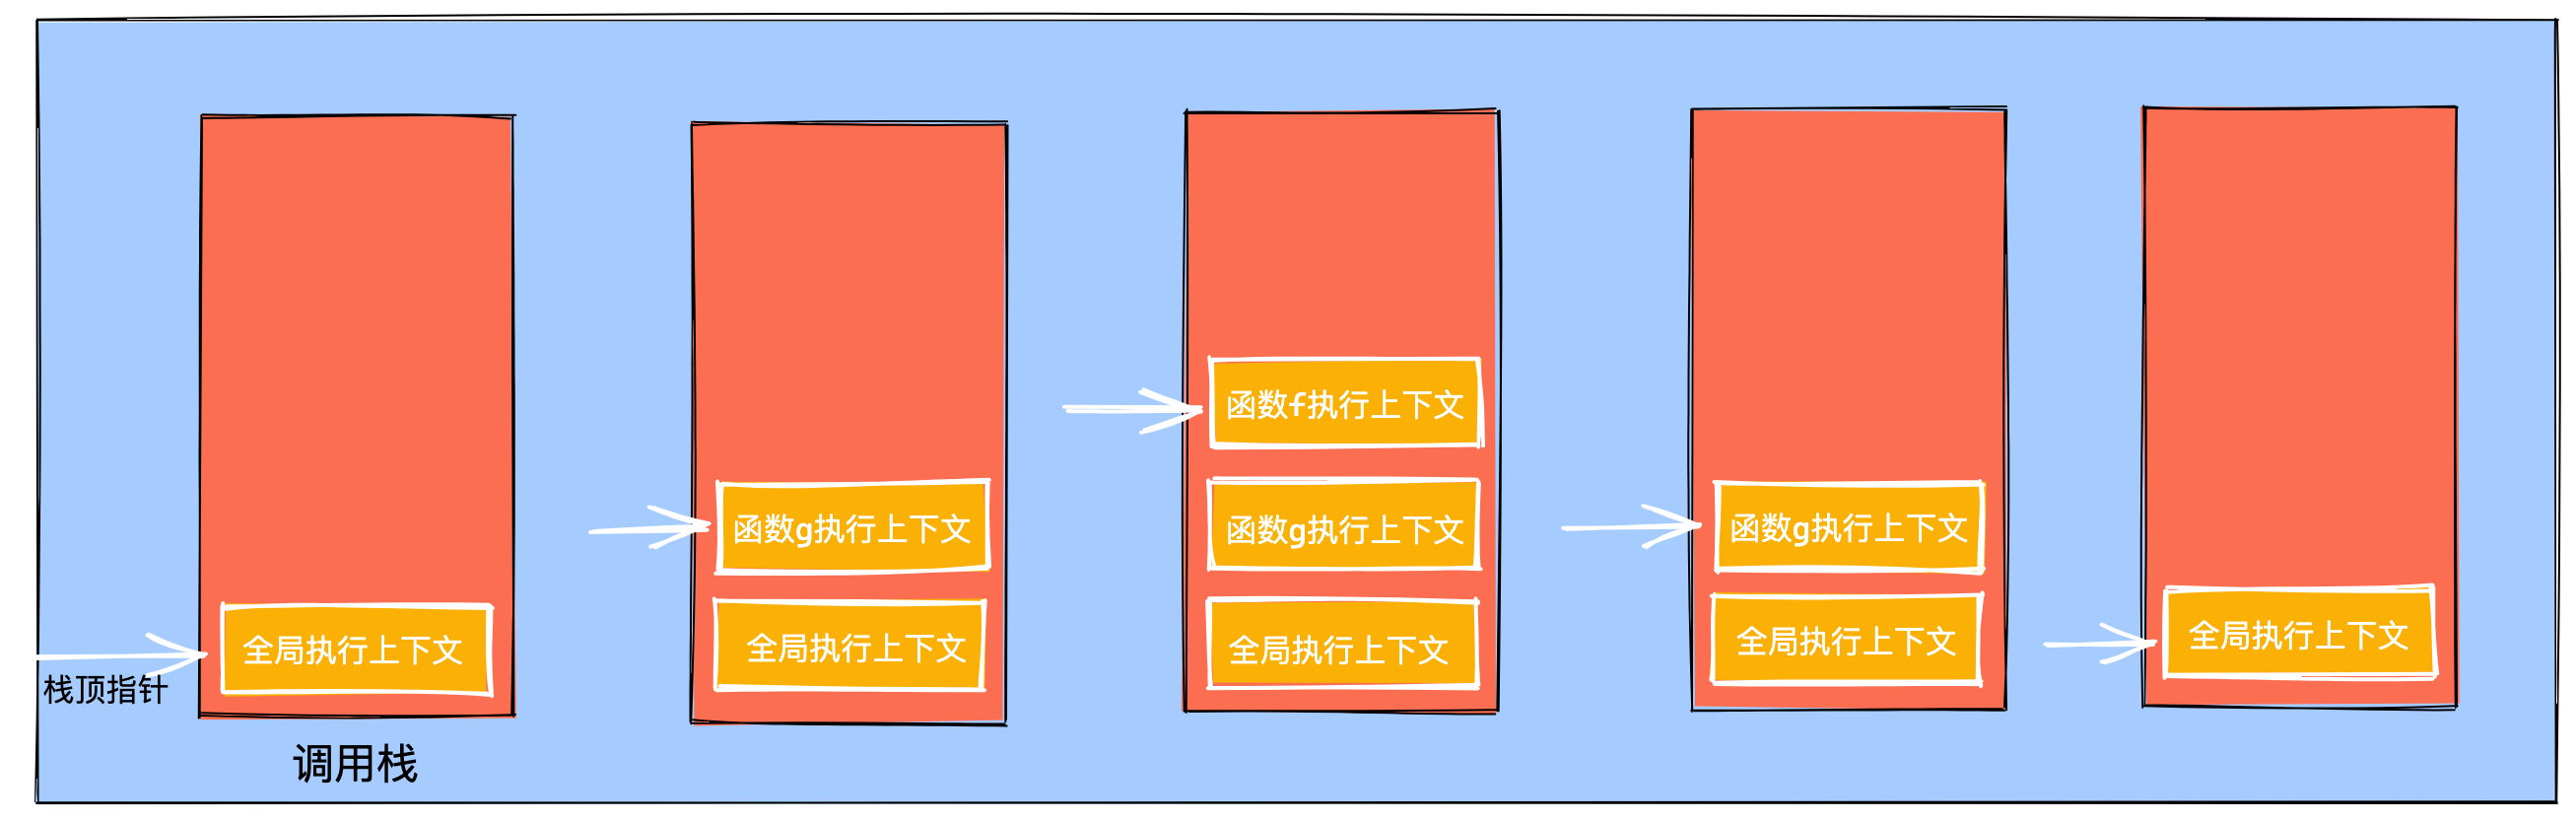 全局执行上下文
栈顶指针
调用栈
函数g执行上下文
全局执行上下文
函数f执行上下文
函数g执行上下文
全局执行上下文
函数g执行上下文
全局执行上下文
全局执行上下文